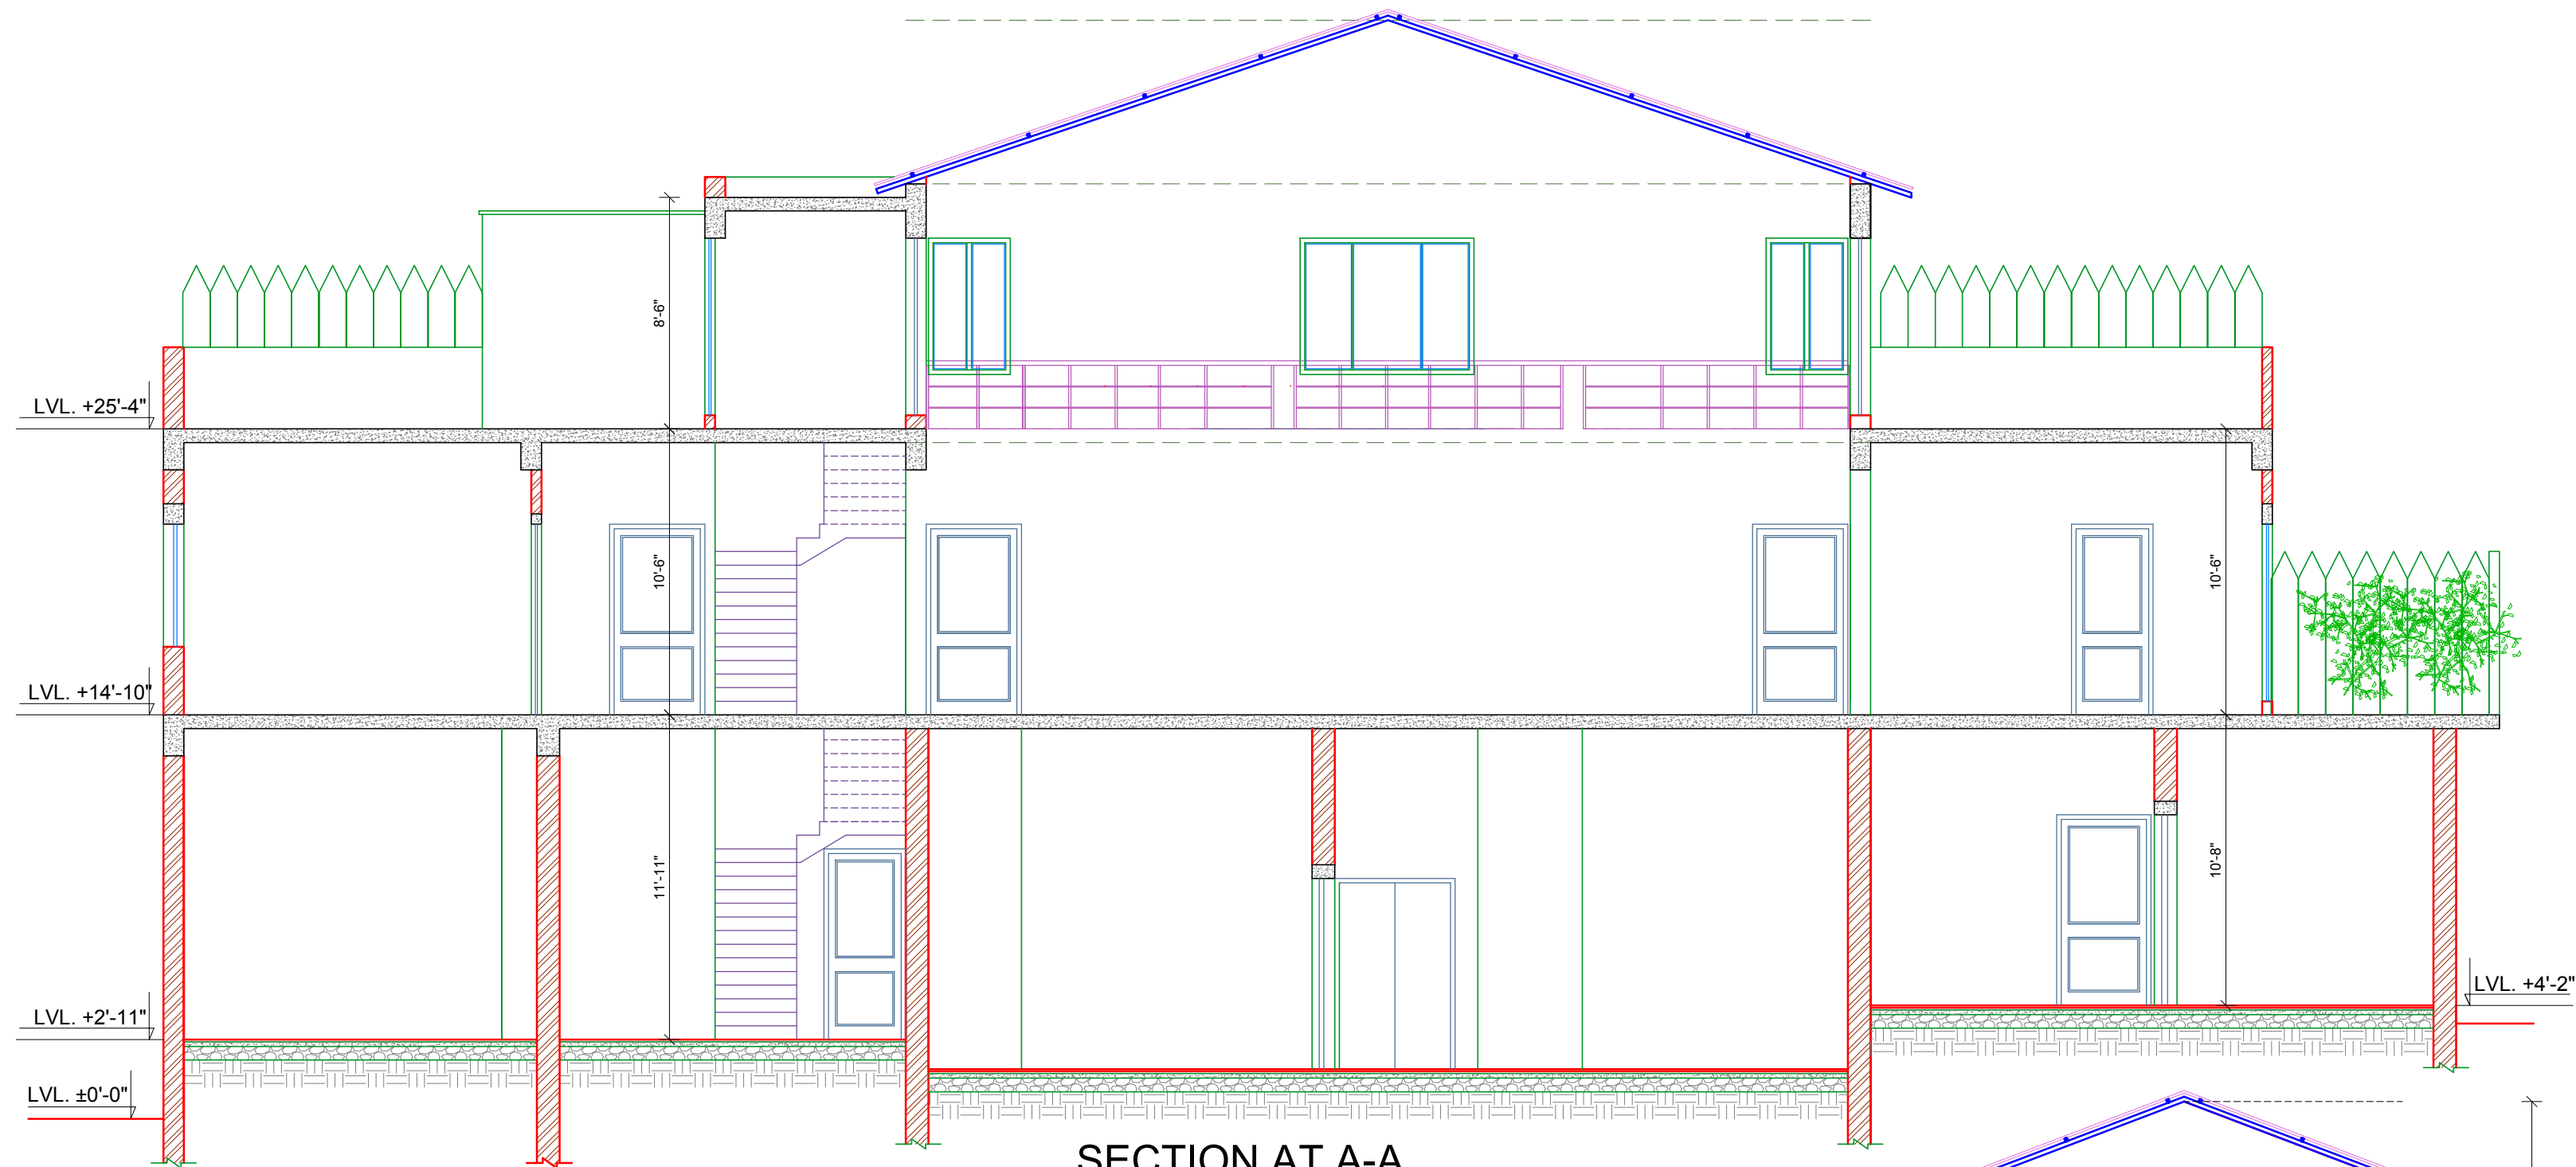 8'-6"
LVL. +25'-4"
10'-6"
10'-6"
LVL. +14'-10"
11'-11"
10'-8"
LVL. +4'-2"
LVL. +2'-11"
LVL. ±0'-0"
SECTION AT A-A